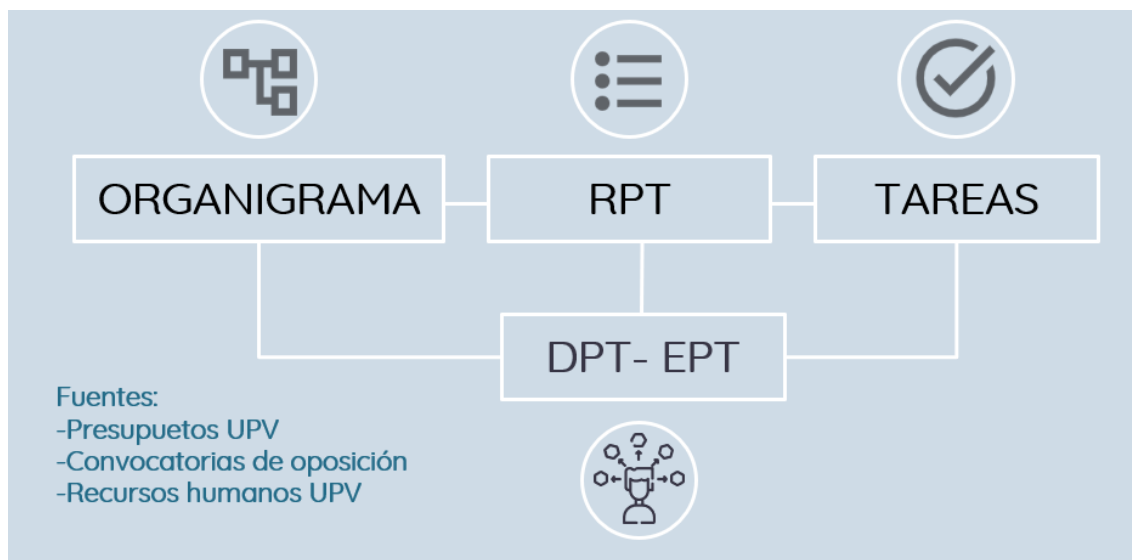 ORGANIGRAMA
RPT
TAREAS
DPT- EPT
Fuentes:
-Presupuetos UPV
-Convocatorias de oposición
-Recursos humanos UPV